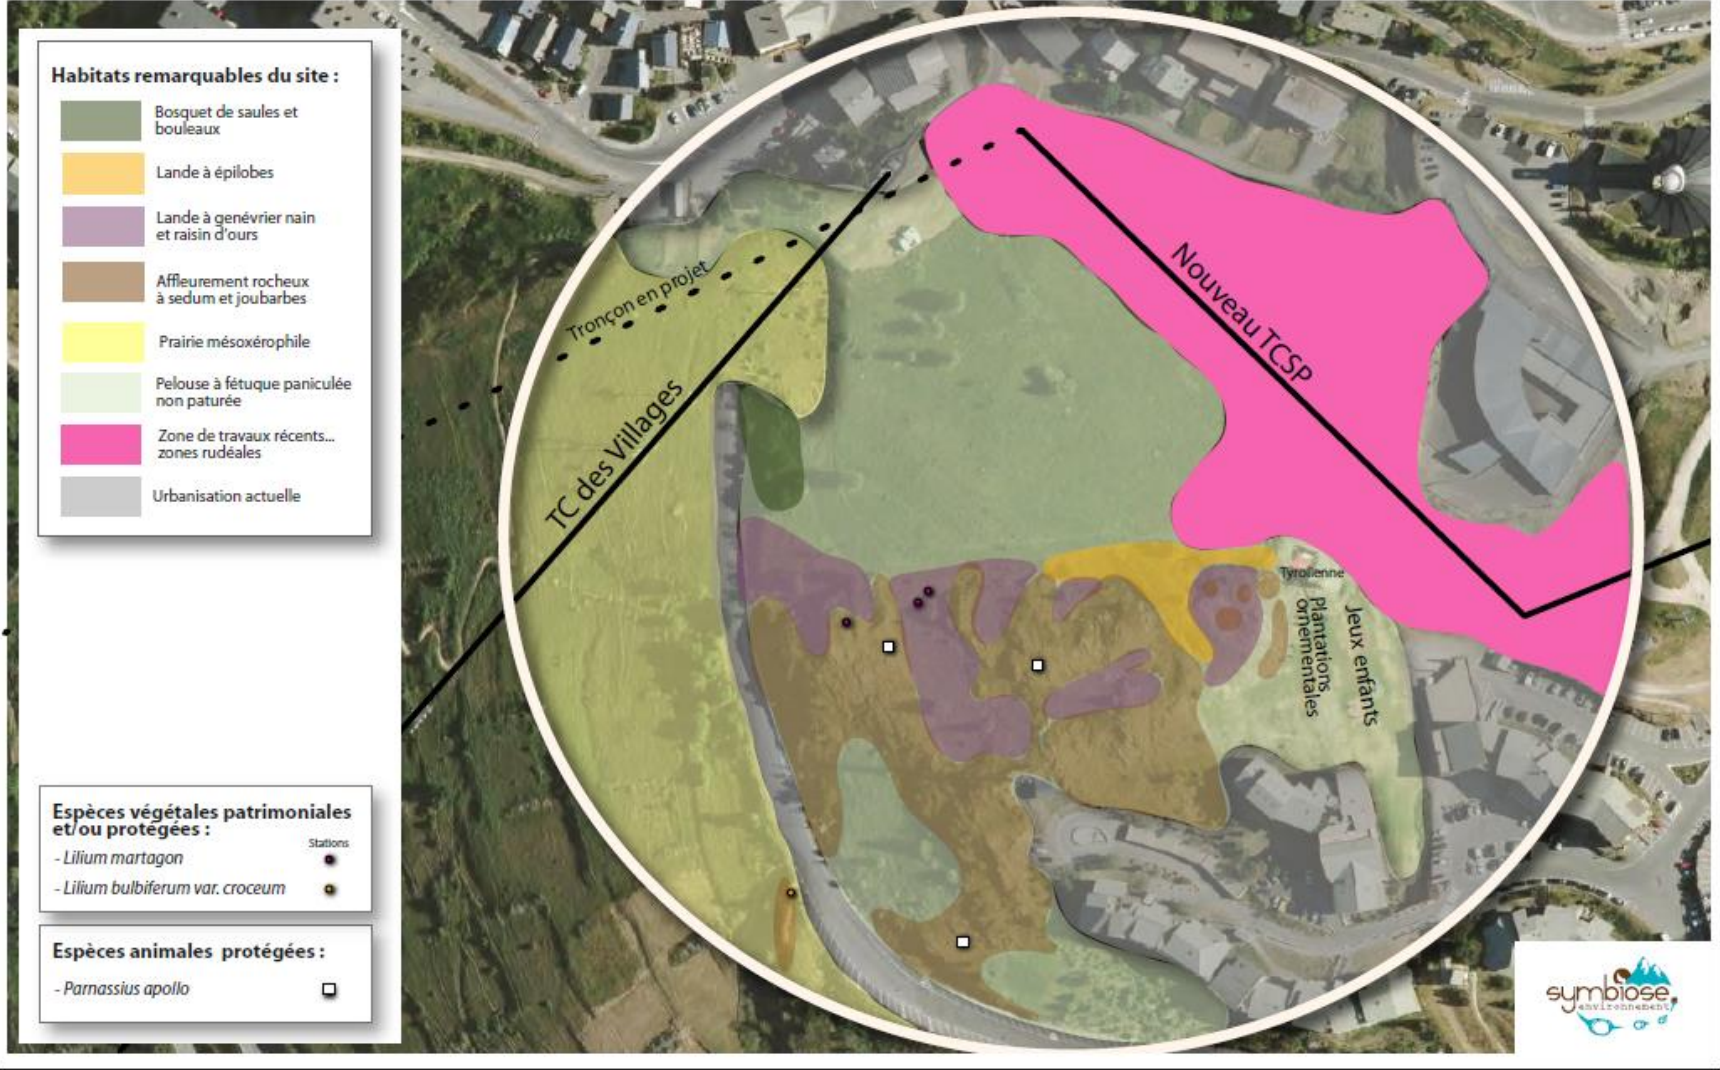 Habitats remarquables du site :
Bosquet de saules et
bouleaux
Lande à épilobes
Lande à genévrier nain
et raisin d'ours
Affleurement rocheux
à sedum et joubarbes
Prairie mésoxérophile
Pelouse à fétuque paniculée
non paturée
Zone de travaux récents...
zones rudéales
Urbanisation actuelle
Espèces végétales patrimoniales
et/ou protégées :
Stations
- Lilium martagon
- Lilium bulbiferum var. croceum
Espèces animales protégées :
- Parnassius apollo
Tronçon en projet
TC des Villages
Nouveau TCSP
Tyrolienne
Plantations
ornementales
Jeux enfants
symbiose
environnement